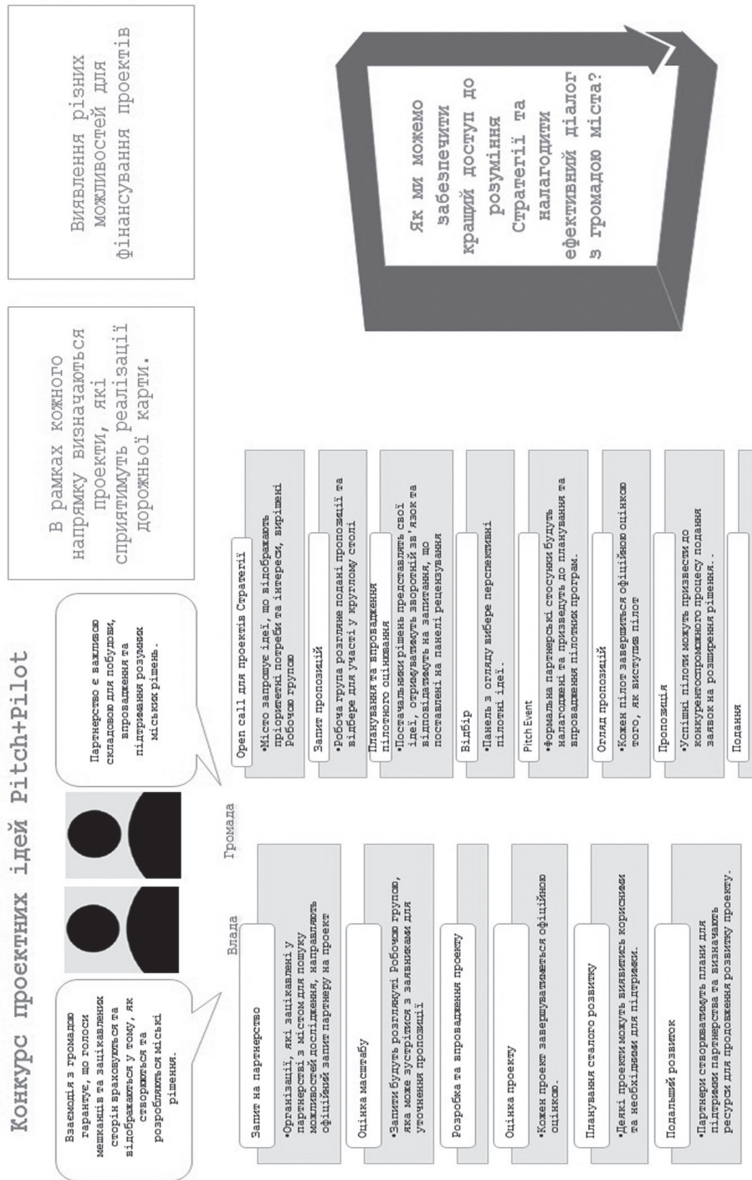 Конкурс проектних ідей Pitch+Pilot
Взаємодія з громадою
гарантує, що голоси
мешканців та зацікавлених
сторін враховуються та
відображаються у тому, як
створюються та
розробляються міські
рішення.
Влада
Громада
Партнерство є важливою
складовою для побудови,
впровадження та
підтримання розумних
міських рішень.
В рамках кожного
напрямку визначаються
проекти, які
сприятимуть реалізації
дорожньої карти.
Виявлення різних
можливостей для
фінансування проектів
Запит на партнерство
•Організації, які зацікавлені у
партнерстві з містом для пошуку
можливостей дослідження, направляють
офіційний запит партнеру на проект
Оцінка масштабу
•Запити будуть розглянуті Робочою групою,
яка може зустрітися з заявниками для
уточнення пропозиції
Розробка та впровадження проекту
Оцінка проекту
•Кожен проект завершуватиметься офіційною
оцінкою.
Планування сталого розвитку
•Деякі проекти можуть виявитись корисними
та необхідними для підтримки.
Подальший розвиток
•Партнери створюватимуть плани для
підтримки партнерства та визначають
ресурси для продовження розвитку проекту.
Open call для проектів Стратегії
•Місто запрошує ідеї, що відображають
пріоритетні потреби та інтереси, вирішені
Робочою групою
Запит пропозицій
•Робоча група розгляне подані пропозиції та
відбере для участі у круглому столі
Планування та впровадження
пілотного оцінювання
•Постачальники рішень представлять свої
ідеї, отримуватимуть зворотній зв'язок та
відповідатимуть на запитання, що
поставлені на панелі рецензування
Відбір
•Панель з огляду вибере перспективні
пілотні ідеї.
Pitch Event
•Формальна партнерські стосунки будуть
налагоджені та призведуть до планування та
впровадження пілотних програм.
Огляд пропозицій
•Кожен пілот завершиться офіційною оцінкою
того, як виступив пілот
Пропозиція
•Успішні пілоти можуть призвести до
конкурентоспроможного процесу подання
заявок на розширення рішення..
Подання
Як ми можемо
забезпечити
кращий доступ до
розуміння
Стратегії та
налагодити
ефективний діалог
з громадою міста?